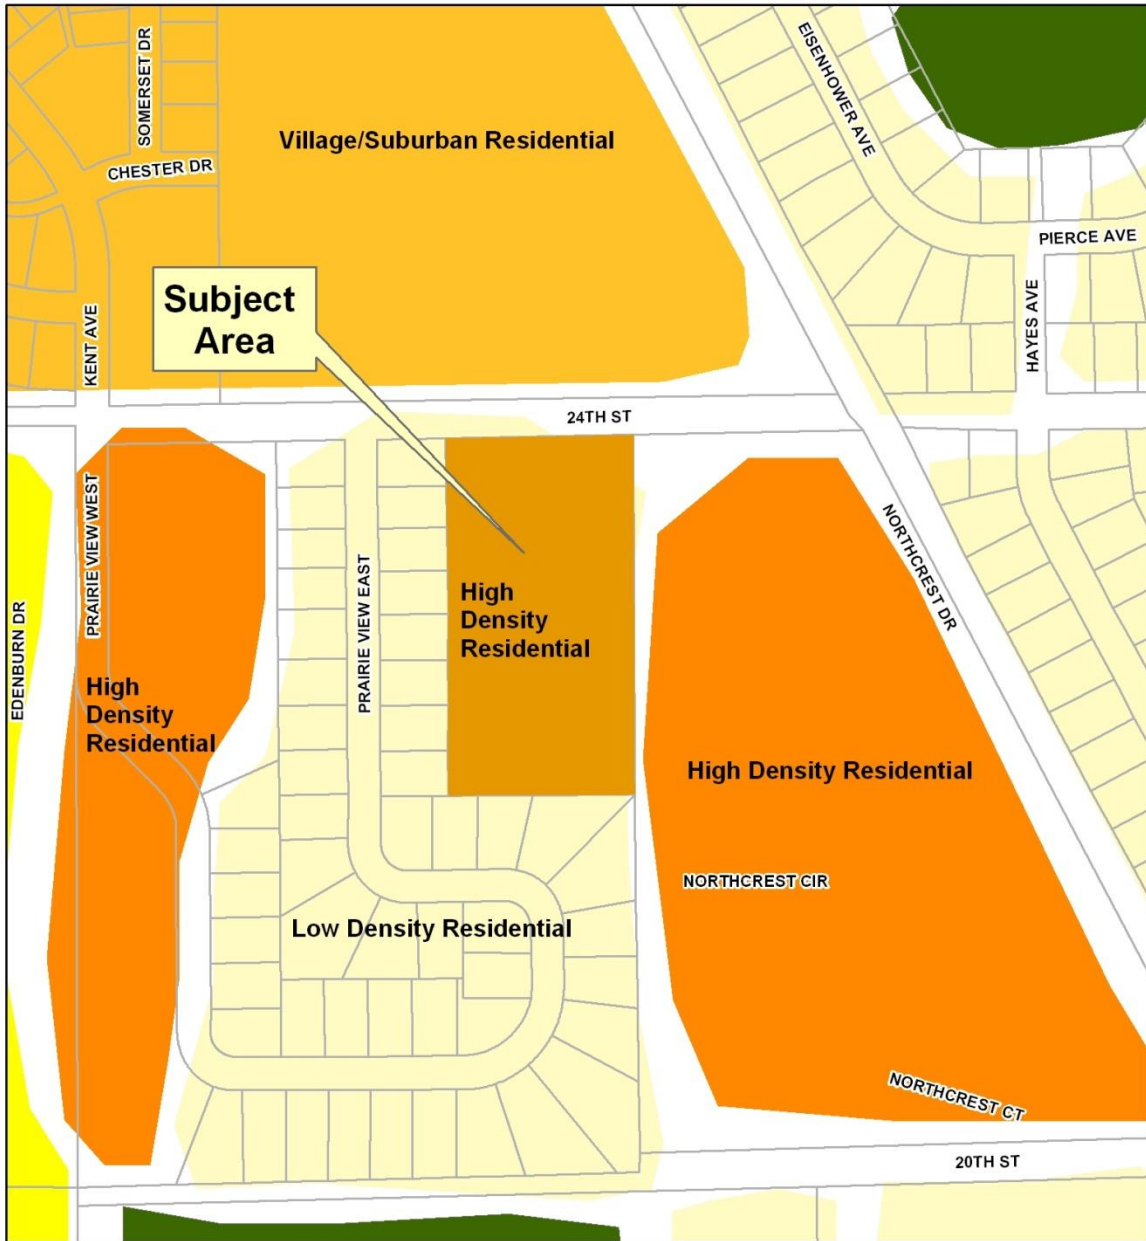 SOMERSET DR
EISENHOWER AVE
Village/Suburban Residential
CHESTER DR
PIERCE AVE
Subject
Area
KENT AVE
HAYES AVE
24TH ST
PRAIRIE VIEW WEST
PRAIRIE VIEW EAST
NORTHCREST DR
High
Density
Residential
EDENBURN DR
High
Density
Residential
High Density Residential
NORTHCREST CIR
Low Density Residential
NORTHCREST CT
20TH ST